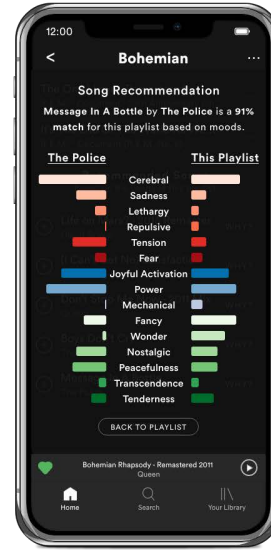 12:00
Bohemian
Song Recommendation
Message In A Bottle by The Police is a 91%
match for this playlist based on moods.
The Police This Playlist
Cerebral
Sadness
Lethargy
Repulsive
Tension
Fear
Joyful Activation
Power
Mechanical
Fancy
Wonder
Nostalgic
Peacefulness
Transcendence
Tenderness
BACK TO PLAYLIST
Bohemian Rhapsody - Remastered 2011
Queen
Home Search Your Library